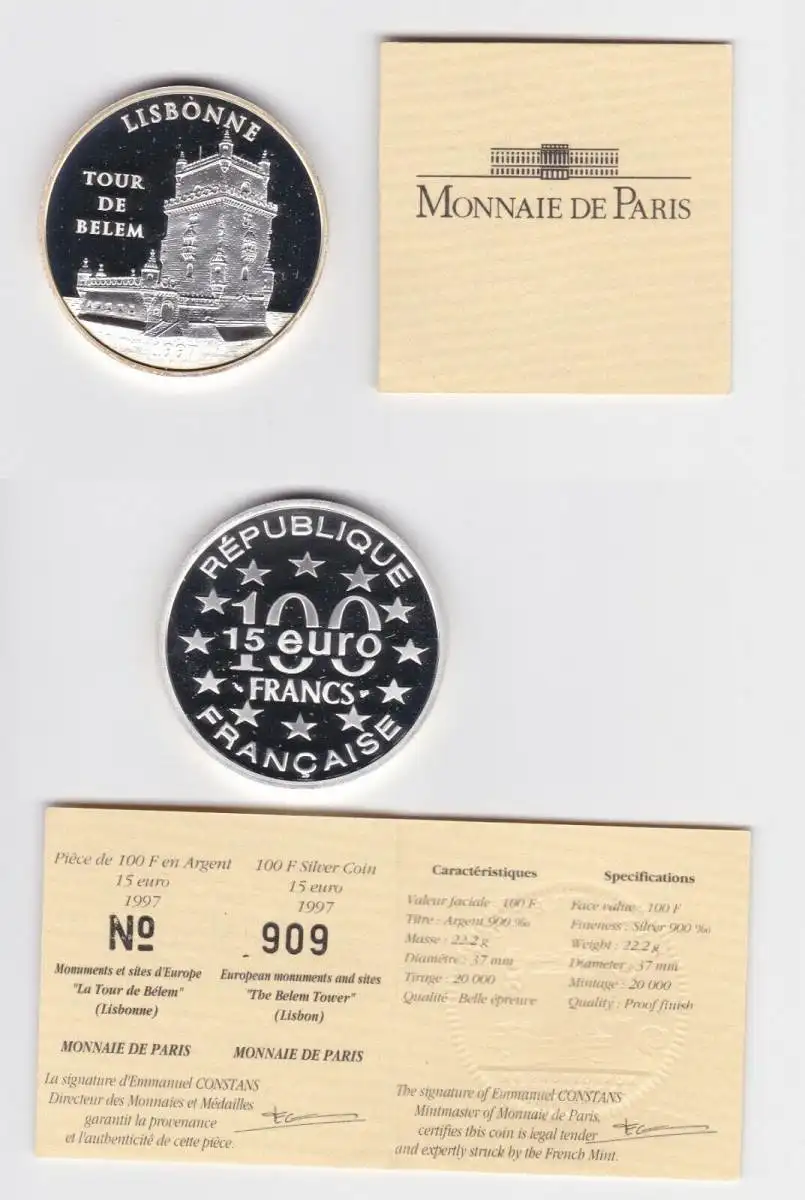 LISBÒNNE
TOUR
DE
BELEM
1997
MONNAIE DE PARIS
RÉPUBLIQUE
100
15 euro
FRANCS
FRANÇAISE
Pièce de 100 F en Argent
15 euro
1997
Nº
Monuments et sites d'Europe
"La Tour de Bélem"
(Lisbonne)
MONNAIE DE PARIS
La signature d'Emmanuel CONSTANS
Directeur des Monnaies et Médailles
garantit la provenance
et l'authenticité de cette pièce.
100 F Silver Coin
15 euro
1997
909
European monuments and sites
"The Belem Tower"
(Lisbon)
MONNAIE DE PARIS
Caractéristiques
Valeur faciale : 100 F
Titre : Argent 900 ‰
Masse : 22.2 g
Diamètre : 37 mm
Tirage : 20 000
Qualité : Belle épreuve
Specifications
Face value : 100 F
Fineness : Silver 900 ‰
Weight : 22.2 g
Diameter : 37 mm
Mintage : 20 000
Quality : Proof finish
The signature of Emmanuel CONSTANS
Mintmaster of Monnaie de Paris,
certifies this coin is legal tender
and expertly struck by the French Mint.